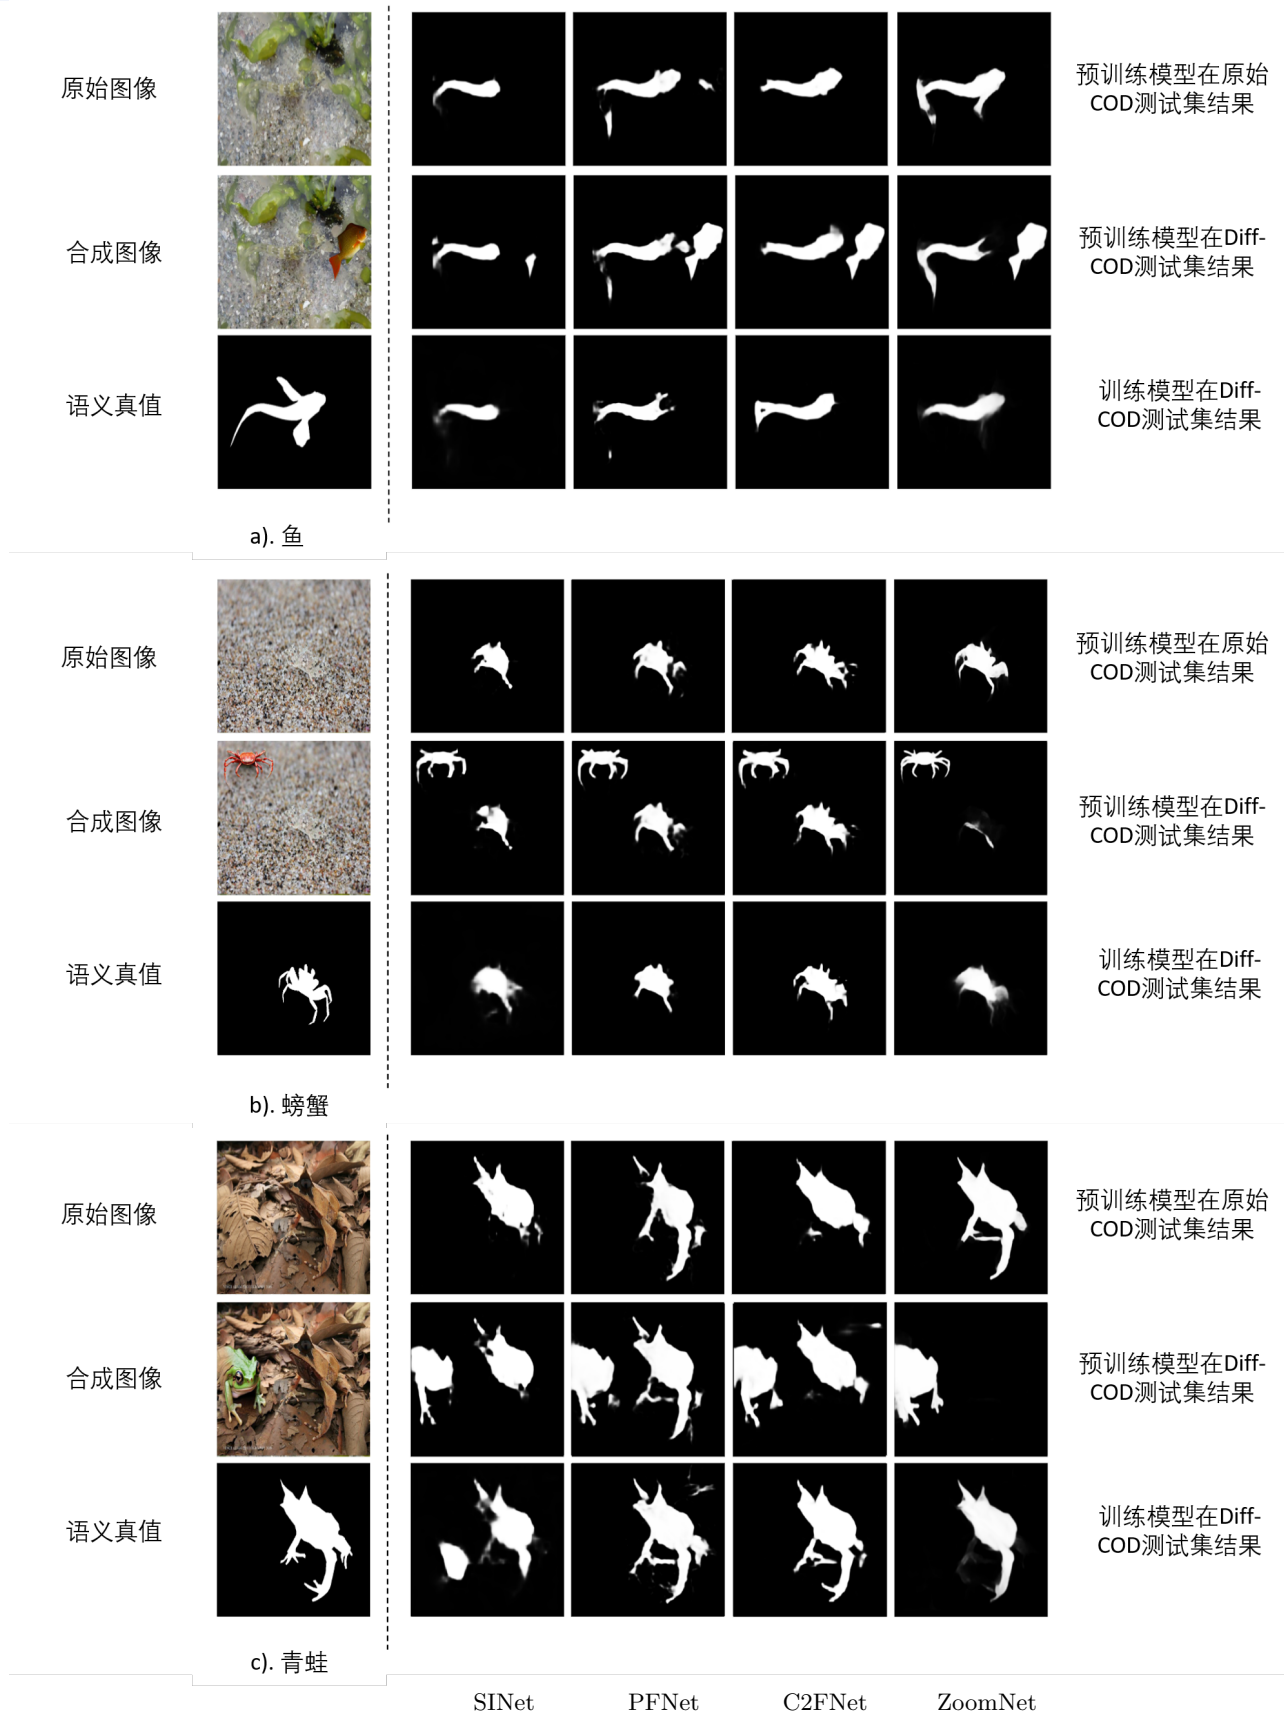 原始图像
预训练模型在原始
COD测试集结果
合成图像
预训练模型在Diff-
COD测试集结果
语义真值
训练模型在Diff-
COD测试集结果
a). 鱼
原始图像
预训练模型在原始
COD测试集结果
合成图像
预训练模型在Diff-
COD测试集结果
语义真值
训练模型在Diff-
COD测试集结果
b). 螃蟹
原始图像
预训练模型在原始
COD测试集结果
合成图像
预训练模型在Diff-
COD测试集结果
语义真值
训练模型在Diff-
COD测试集结果
c). 青蛙
SINet PFNet C2FNet ZoomNet